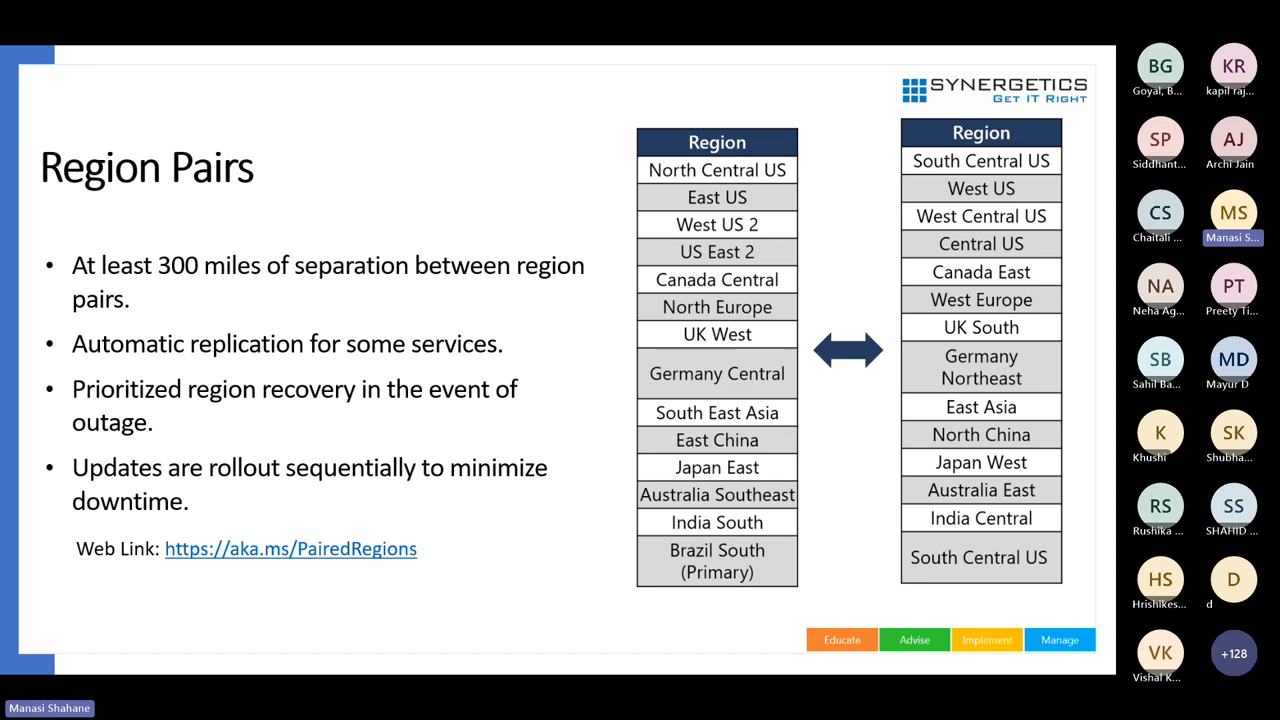 SYNERGETICS
GET IT RIGHT
Region Pairs
• At least 300 miles of separation between region
pairs.
• Automatic replication for some services.
• Prioritized region recovery in the event of
outage.
• Updates are rollout sequentially to minimize
downtime.
Web Link: https://aka.ms/PairedRegions
Region
North Central US
East US
West US 2
US East 2
Canada Central
North Europe
UK West
Germany Central
South East Asia
East China
Japan East
Australia Southeast
India South
Brazil South
(Primary)
Region
South Central US
West US
West Central US
Central US
Canada East
West Europe
UK South
Germany
Northeast
East Asia
North China
Japan West
Australia East
India Central
South Central US
Educate
Advise
Implement
Manage
BG
Goyal, B...
KR
kapil raj...
SP
Siddhant...
AJ
Archi Jain
CS
Chaitali ...
MS
Manasi S...
NA
Neha Ag...
PT
Preety Ti...
SB
Sahil Ba...
MD
Mayur D
K
Khushi
SK
Shubha...
RS
Rushika ...
SS
SHAHID ...
HS
Hrishikes...
D
d
VK
Vishal K...
+128
Manasi Shahane